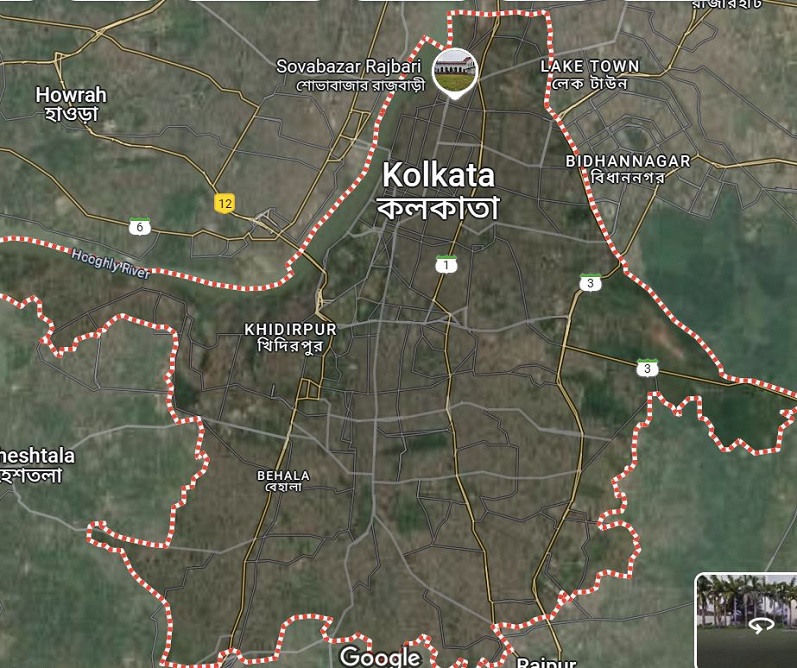 রাজারহাট
Sovabazar Rajbari
শোভাবাজার রাজবাড়ী
LAKE TOWN
লেক টাউন
Howrah
হাওড়া
BIDHANNAGAR
বিধাননগর
Kolkata
কলকাতা
12
6
Hooghly River
1
3
KHIDIRPUR
খিদিরপুর
3
heshtala
হেশতলা
BEHALA
বেহালা
Google
Rajpur